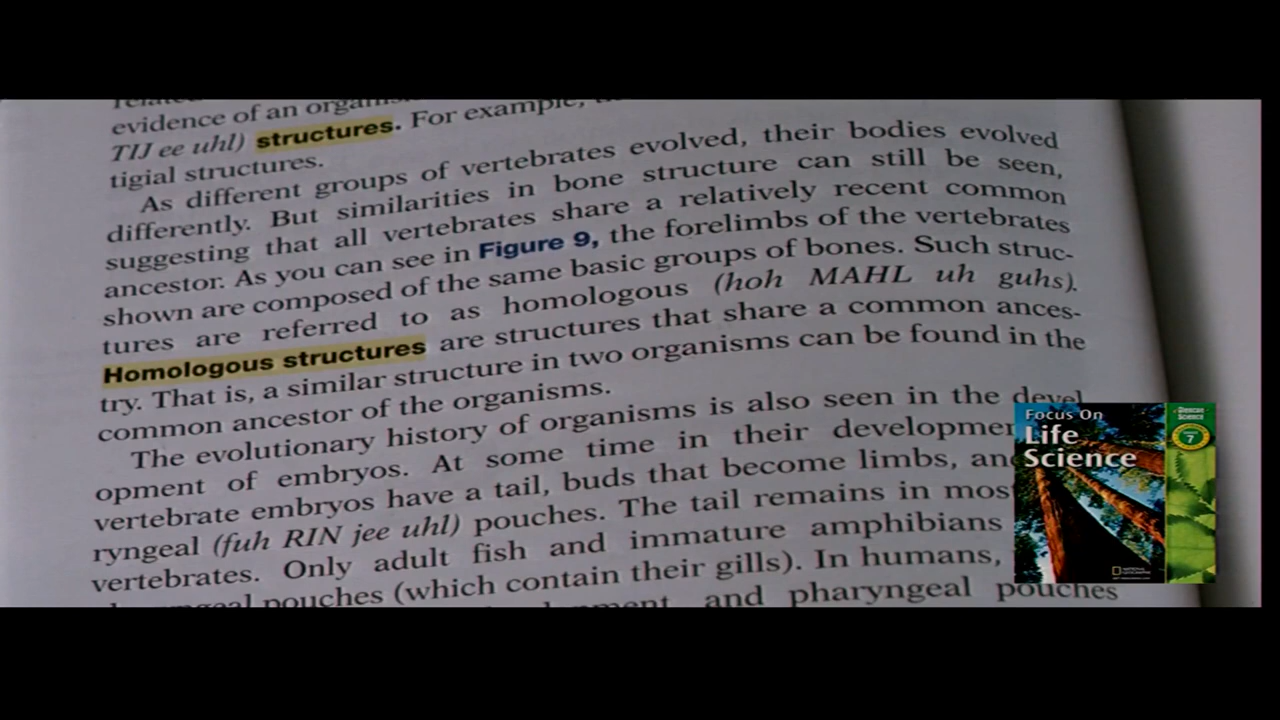 evidence of an
TIJ ee uhl) structures. For example,
tigial structures.
As different groups of vertebrates evolved, their bodies evolved
differently. But similarities in bone structure can still be seen,
suggesting that all vertebrates share a relatively recent common
ancestor. As you can see in Figure 9, the forelimbs of the vertebrates
shown are composed of the same basic groups of bones. Such struc-
tures are referred to as homologous (hoh MAHL uh guhs).
Homologous structures are structures that share a common ances-
try. That is, a similar structure in two organisms can be found in the
common ancestor of the organisms.
The evolutionary history of organisms is also seen in the devel
opment of embryos. At some time in their developmen
vertebrate embryos have a tail, buds that become limbs, and
ryngeal (fuh RIN jee uhl) pouches. The tail remains in mos
vertebrates. Only adult fish and immature amphibians
pouches (which contain their gills). In humans,
and pharyngeal pouches
Focus On
Life
Science
Glencoe
Science
7
NATIONAL
GEOGRAPHIC